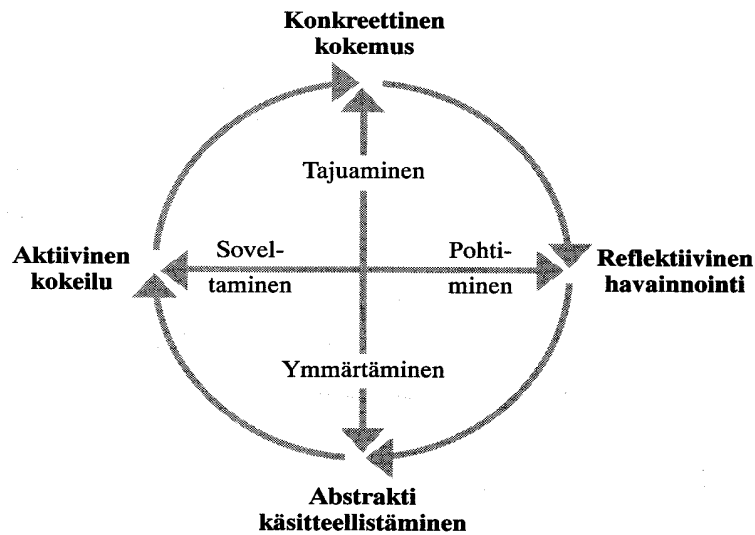 Konkreettinen
kokemus
Tajuaminen
Aktiivinen
kokeilu
Sovel-
taminen
Pohti-
minen
Reflektiivinen
havainnointi
Ymmärtäminen
Abstrakti
käsitteellistäminen